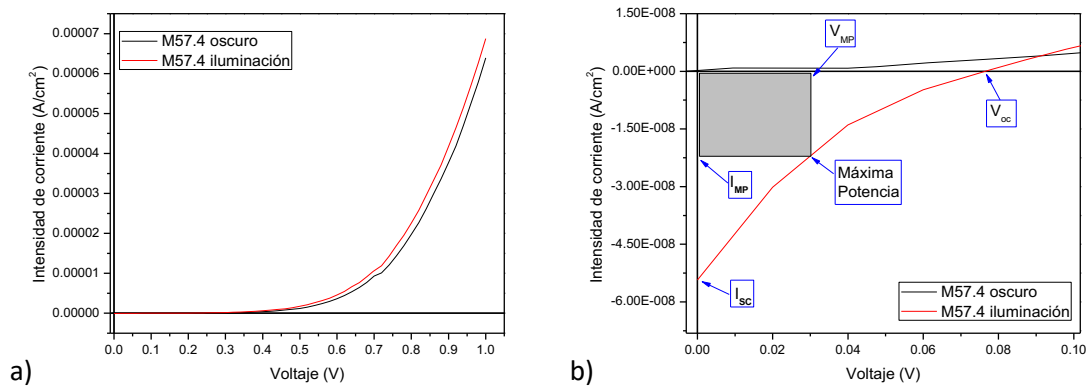 a)
Intensidad de corriente (A/cm²)
0.00007
0.00006
0.00005
0.00004
0.00003
0.00002
0.00001
0.00000
M57.4 oscuro
M57.4 iluminación
0.0 0.1 0.2 0.3 0.4 0.5 0.6 0.7 0.8 0.9 1.0
Voltaje (V)
b)
Intensidad de corriente (A/cm²)
1.50E-008
0.00E+000
-1.50E-008
-3.00E-008
-4.50E-008
-6.00E-008
V_MP
V_oc
I_MP
Máxima
Potencia
I_SC
M57.4 oscuro
M57.4 iluminación
0.00 0.02 0.04 0.06 0.08 0.10
Voltaje (V)